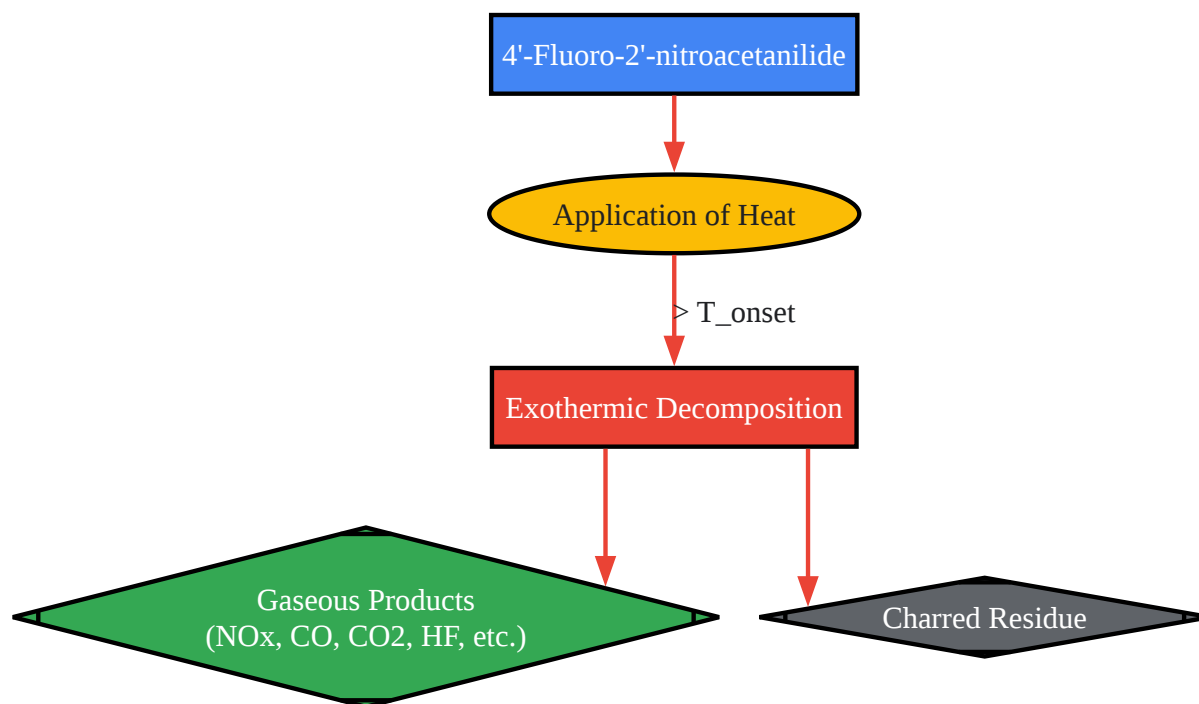 4'-Fluoro-2'-nitroacetanilide
Application of Heat
> T_onset
Exothermic Decomposition
Gaseous Products
(NOx, CO, CO2, HF, etc.)
Charred Residue